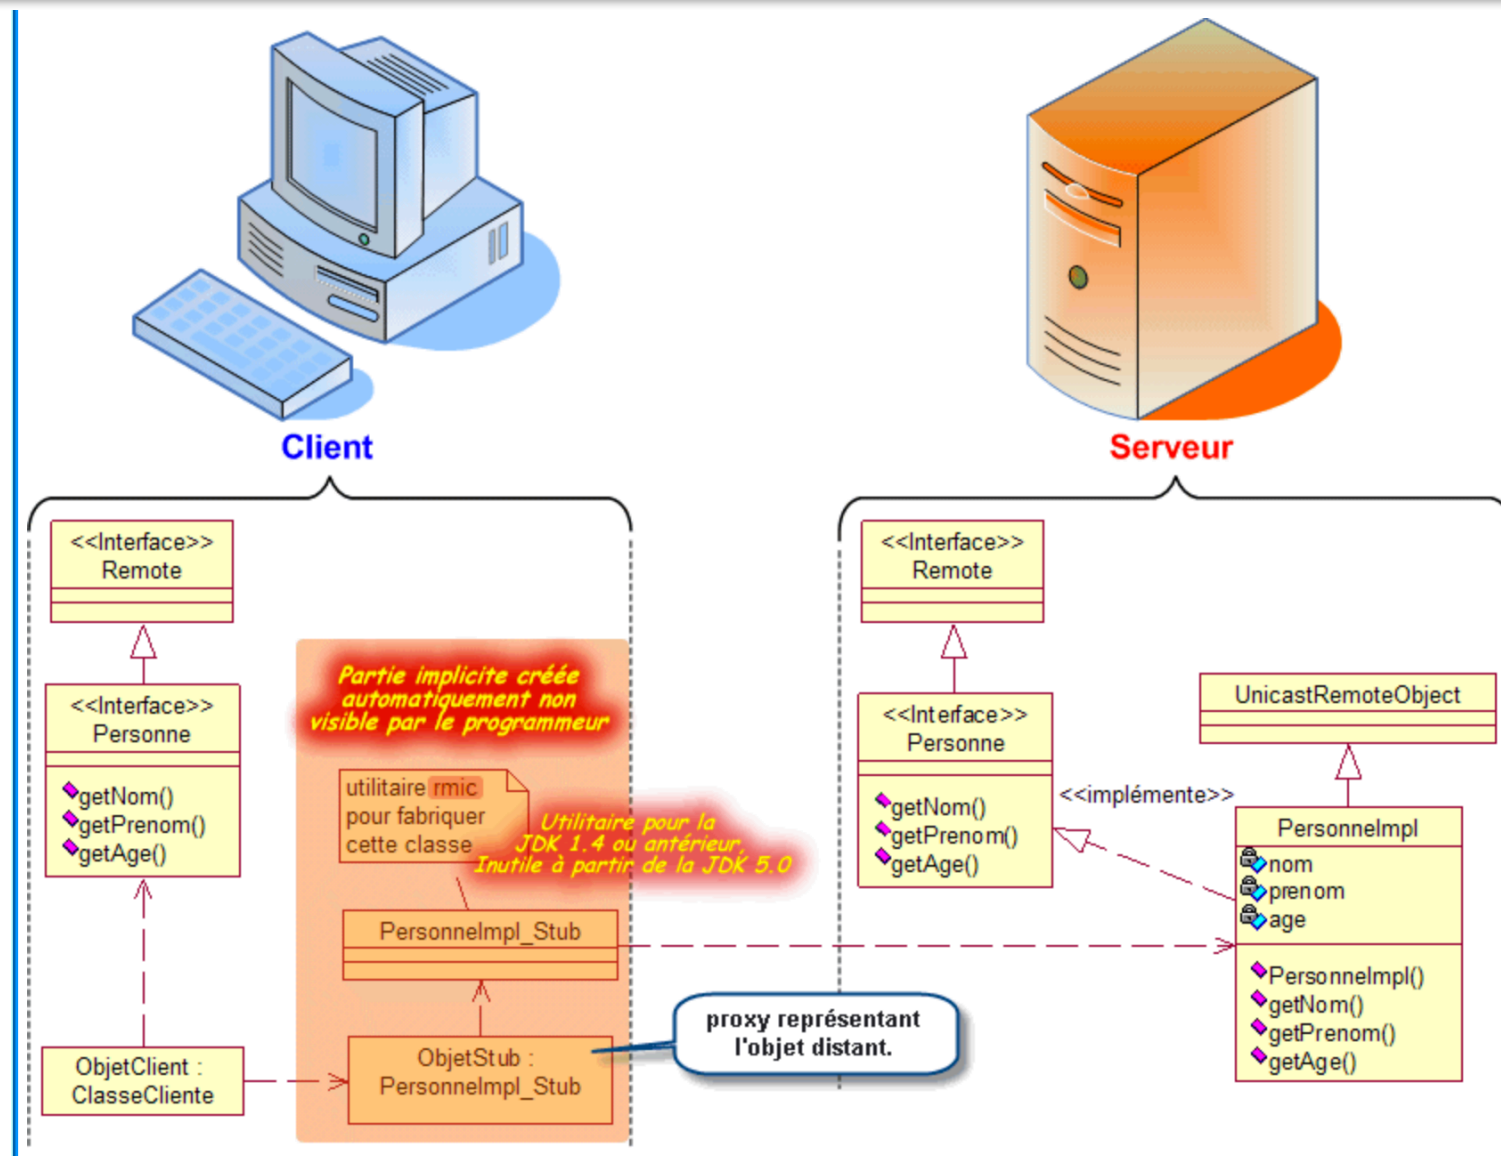 Client
Serveur
<<Interface>>
Remote
<<Interface>>
Personne
getNom()
getPrenom()
getAge()
ObjetClient :
ClasseCliente
Partie implicite créée
automatiquement non
visible par le programmeur
utilitaire rmic
pour fabriquer
cette classe
Utilitaire pour la
JDK 1.4 ou antérieur,
Inutile à partir de la JDK 5.0
PersonneImpl_Stub
ObjetStub :
PersonneImpl_Stub
proxy représentant
l'objet distant.
<<Interface>>
Remote
<<Interface>>
Personne
getNom()
getPrenom()
getAge()
<<implémente>>
UnicastRemoteObject
PersonneImpl
nom
prenom
age
PersonneImpl()
getNom()
getPrenom()
getAge()